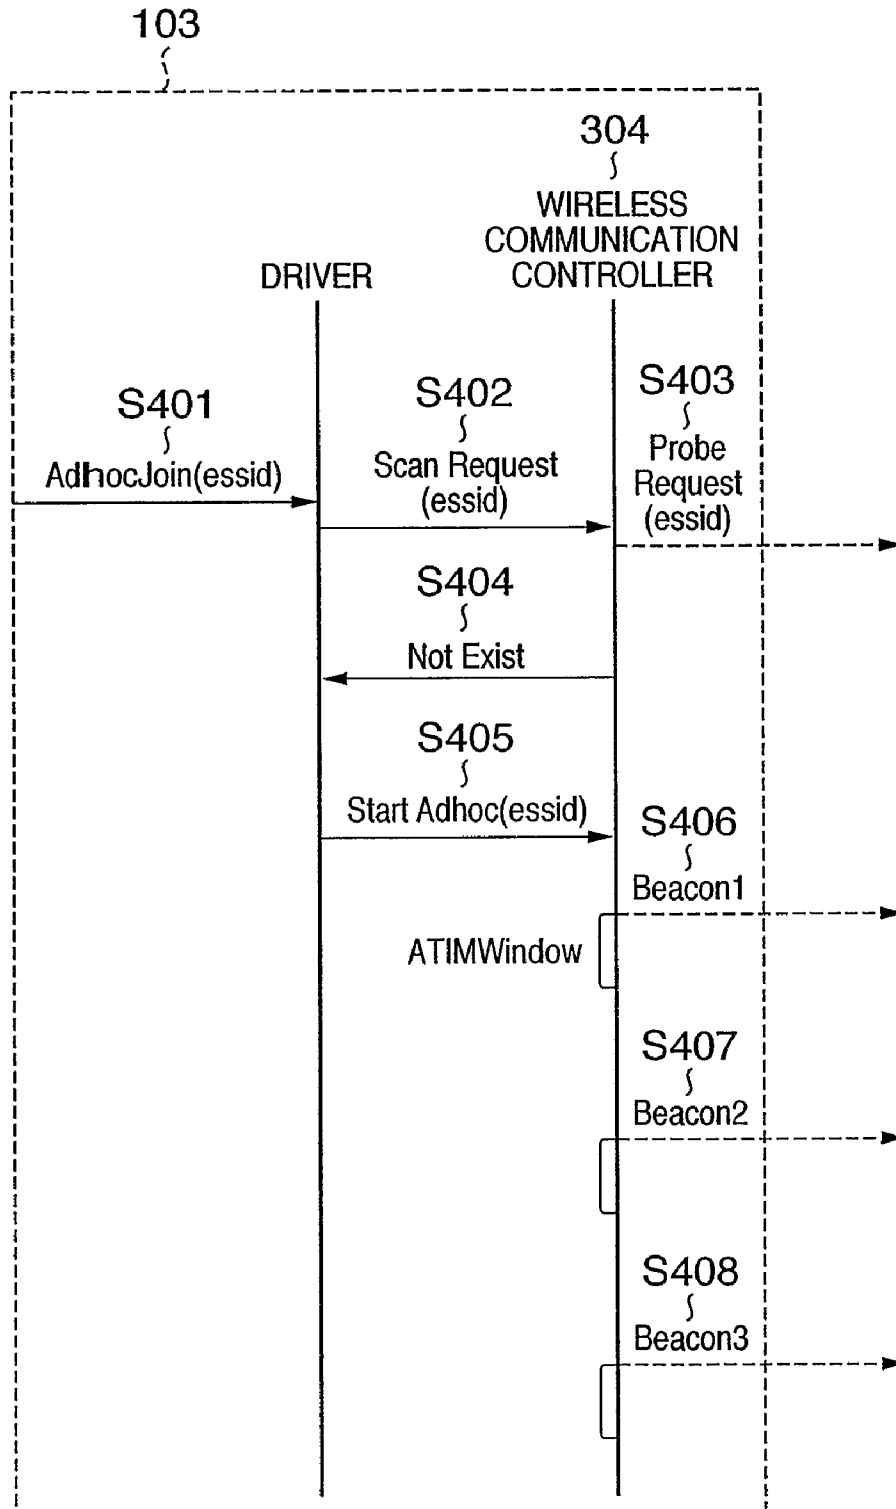 103
304
WIRELESS
COMMUNICATION
CONTROLLER
DRIVER
S401
AdhocJoin(essid)
S402
Scan Request
(essid)
S403
Probe
Request
(essid)
S404
Not Exist
S405
Start Adhoc(essid)
S406
Beacon1
ATIMWindow
S407
Beacon2
S408
Beacon3